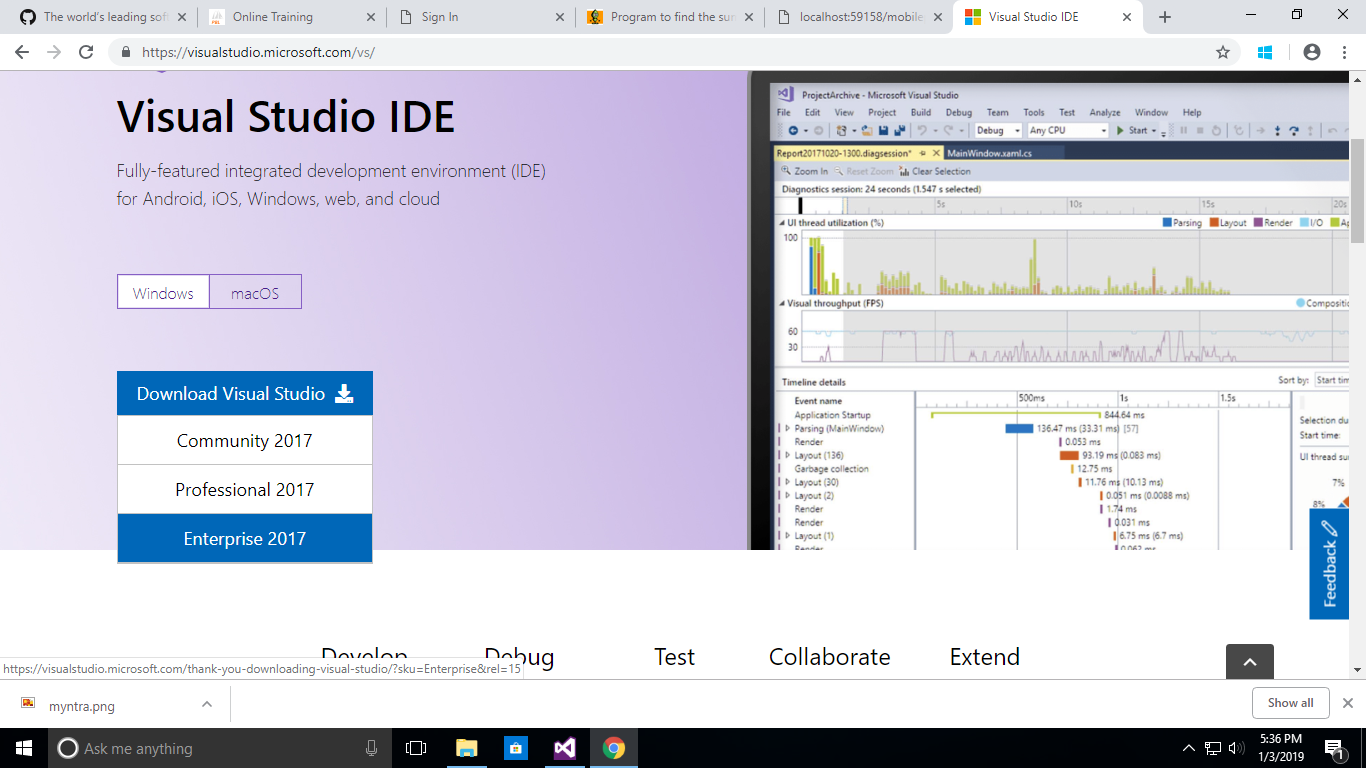 The world's leading sof
Online Training
Sign In
Program to find the sur
localhost:59158/mobile
Visual Studio IDE
https://visualstudio.microsoft.com/vs/
Visual Studio IDE
Fully-featured integrated development environment (IDE)
for Android, iOS, Windows, web, and cloud
Windows
macOS
Download Visual Studio
Community 2017
Professional 2017
Enterprise 2017
ProjectArchive - Microsoft Visual Studio
File Edit View Project Build Debug Team Tools Test Analyze Window Help
Debug Any CPU Start
Report20171020-1300.diagsession* MainWindow.xaml.cs
Zoom In Reset Zoom Clear Selection
Diagnostics session: 24 seconds (1.547 s selected)
5s 10s 15s 20s
UI thread utilization (%) Parsing Layout Render I/O Ap
100
Visual throughput (FPS) Compositio
60
30
Timeline details Sort by: Start tim
Event name 500ms 1s 1.5s
Application Startup 844.64 ms
Parsing (MainWindow) 136.47 ms (33.31 ms) [57]
Render 0.053 ms
Layout (136) 93.19 ms (0.083 ms)
Garbage collection 12.75 ms
Layout (30) 11.76 ms (10.13 ms)
Layout (2) 0.051 ms (0.0088 ms)
Render 1.74 ms
Render 0.031 ms
Layout (1) 6.75 ms (6.7 ms)
Render 0.062 ms
Selection du
Start time:
UI thread sur
7%
8%
Feedback
Develop
Debug
Test
Collaborate
Extend
https://visualstudio.microsoft.com/thank-you-downloading-visual-studio/?sku=Enterprise&rel=15
myntra.png
Show all
Ask me anything
5:36 PM
1/3/2019
1